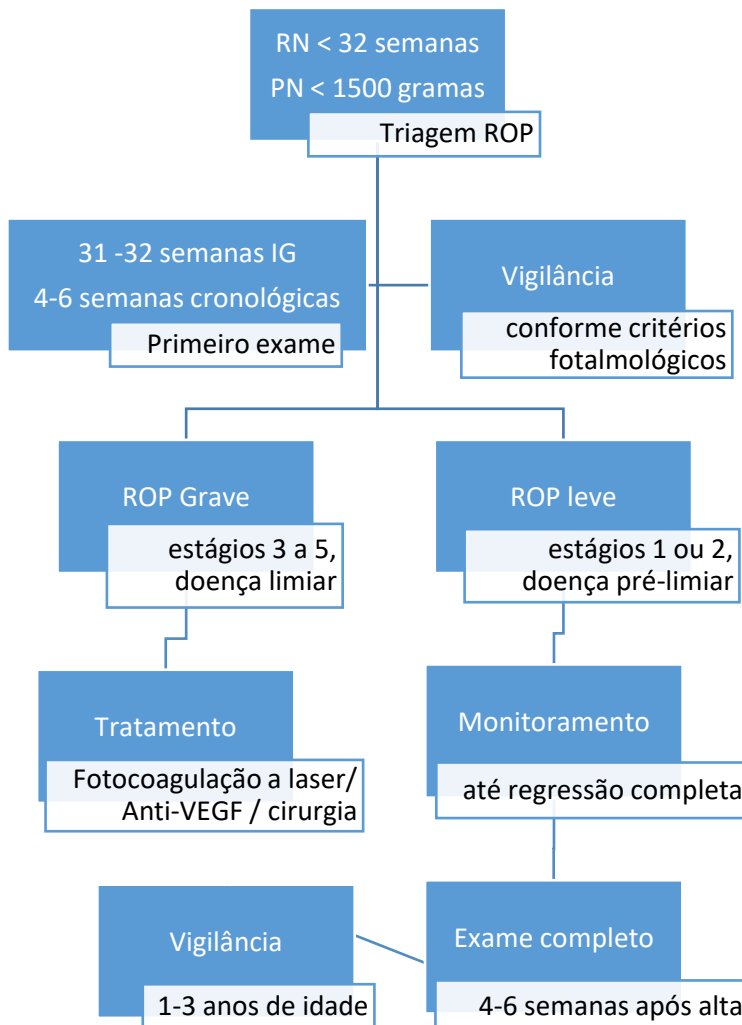 RN < 32 semanas
PN < 1500 gramas
Triagem ROP
31 -32 semanas IG
4-6 semanas cronológicas
Primeiro exame
Vigilância
conforme critérios
fotalmológicos
ROP Grave
estágios 3 a 5,
doença limiar
ROP leve
estágios 1 ou 2,
doença pré-limiar
Tratamento
Fotocoagulação a laser/
Anti-VEGF / cirurgia
Monitoramento
até regressão completa
Vigilância
1-3 anos de idade
Exame completo
4-6 semanas após alta